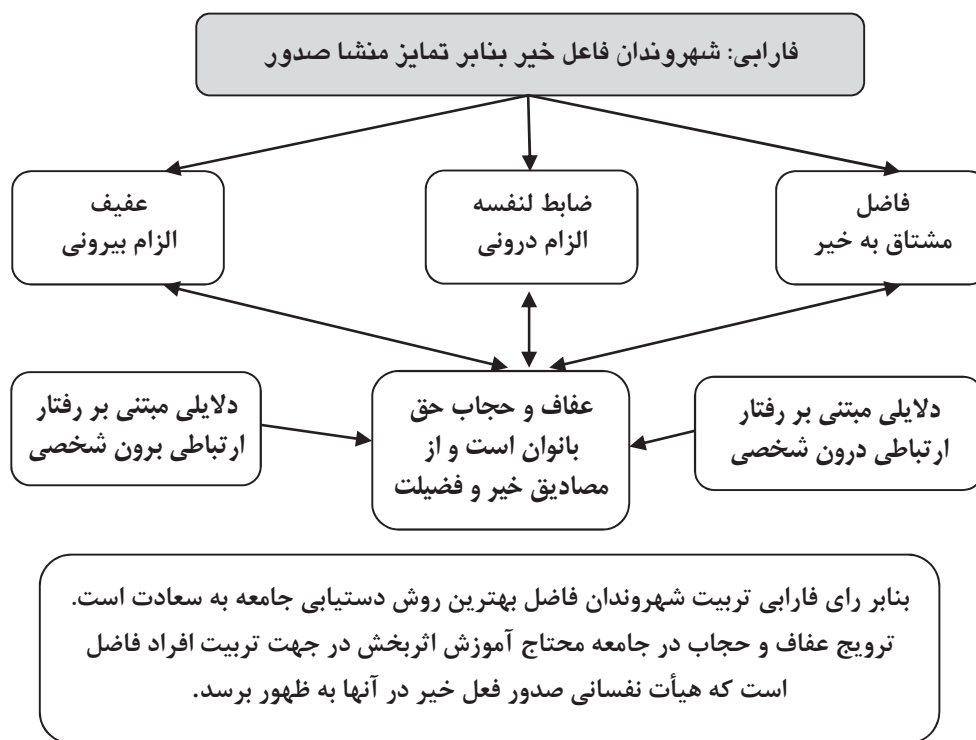 فارابی: شهروندان فاعل خیر بنابر تمایز منشا صدور
فاضل
مشتاق به خیر
ضابط لنفسه
الزام درونی
عفیف
الزام بیرونی
دلایلی مبتنی بر رفتار
ارتباطی درون شخصی
عفاف و حجاب حق
بانوان است و از
مصادیق خیر و فضیلت
دلایلی مبتنی بر رفتار
ارتباطی برون شخصی
بنابر رای فارابی تربیت شهروندان فاضل بهترین روش دستیابی جامعه به سعادت است.
ترویج عفاف و حجاب در جامعه محتاج آموزش اثربخش در جهت تربیت افراد فاضل
است که هیأت نفسانی صدور فعل خیر در آنها به ظهور برسد.